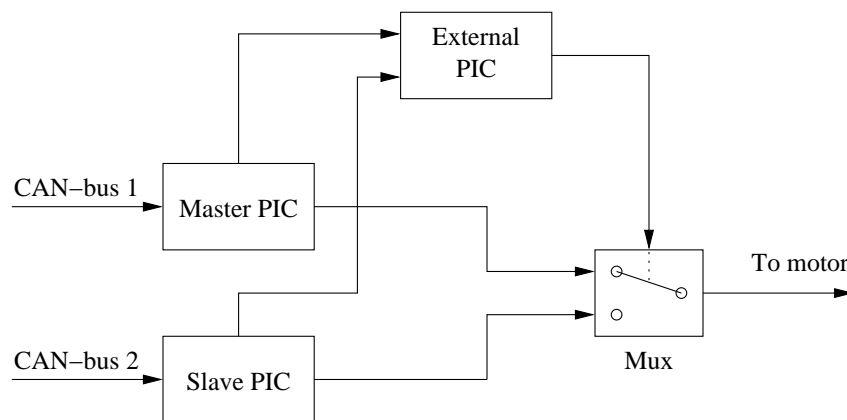 External
PIC
CAN−bus 1
Master PIC
To motor
Mux
CAN−bus 2
Slave PIC